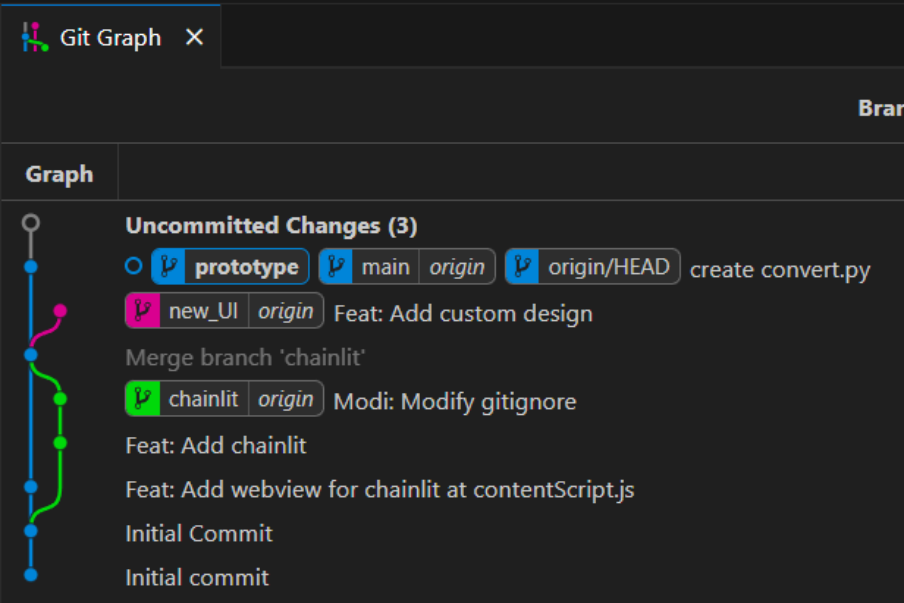 Git Graph ×
Bran
Graph
Uncommitted Changes (3)
prototype main origin origin/HEAD create convert.py
new_UI origin Feat: Add custom design
Merge branch 'chainlit'
chainlit origin Modi: Modify gitignore
Feat: Add chainlit
Feat: Add webview for chainlit at contentScript.js
Initial Commit
Initial commit